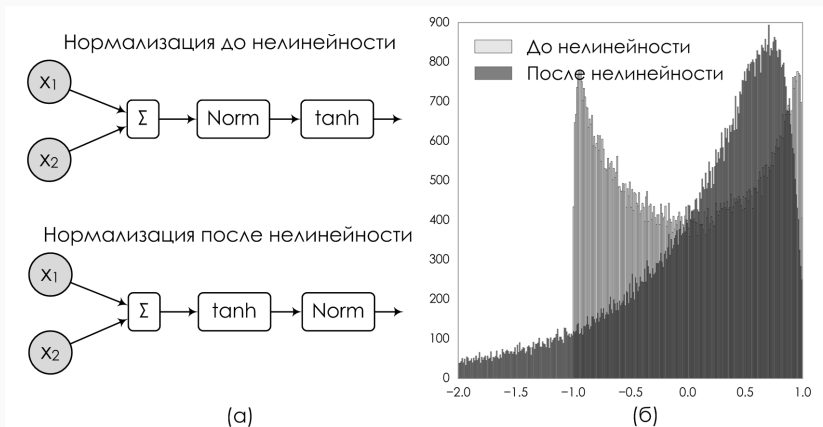 Нормализация до нелинейности
x1
x2
Σ
Norm
tanh
Нормализация после нелинейности
x1
x2
Σ
tanh
Norm
(а)
900
800
700
600
500
400
300
200
100
0
До нелинейности
После нелинейности
−2.0 −1.5 −1.0 −0.5 0.0 0.5 1.0
(б)